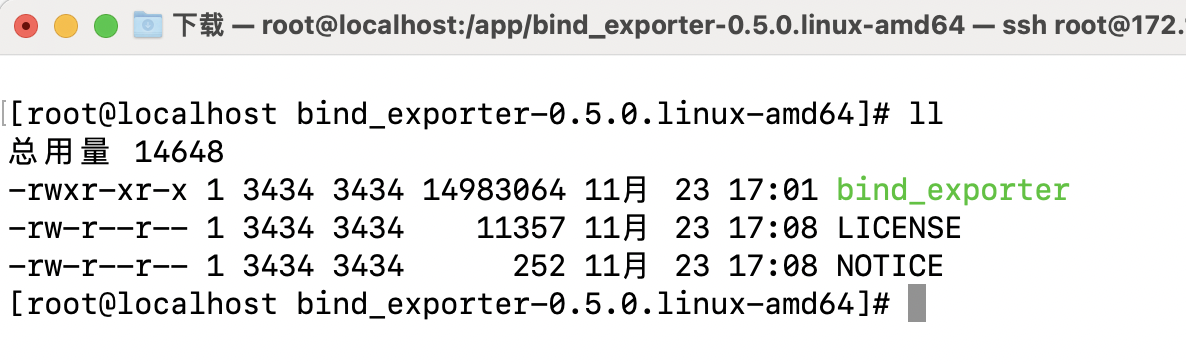 下载 — root@localhost:/app/bind_exporter-0.5.0.linux-amd64 — ssh root@172.
[root@localhost bind_exporter-0.5.0.linux-amd64]# ll
总用量 14648
-rwxr-xr-x 1 3434 3434 14983064 11月 23 17:01 bind_exporter
-rw-r--r-- 1 3434 3434    11357 11月 23 17:08 LICENSE
-rw-r--r-- 1 3434 3434      252 11月 23 17:08 NOTICE
[root@localhost bind_exporter-0.5.0.linux-amd64]#